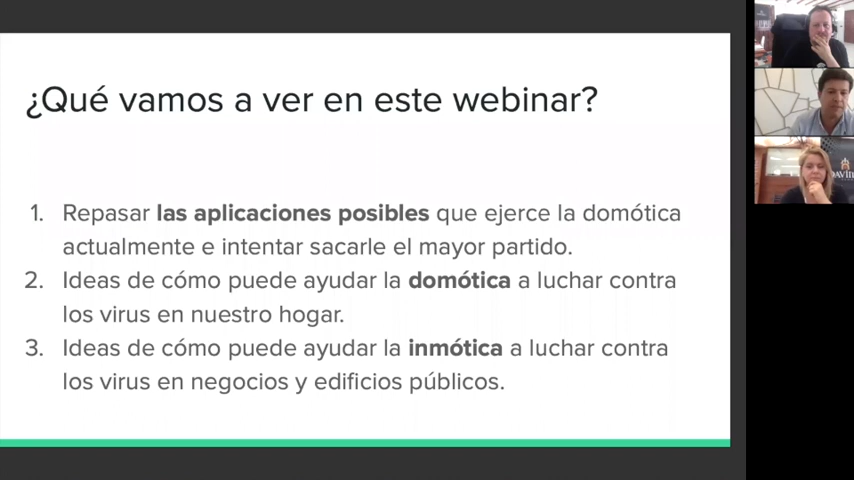 ¿Qué vamos a ver en este webinar?
1. Repasar las aplicaciones posibles que ejerce la domótica
actualmente e intentar sacarle el mayor partido.
2. Ideas de cómo puede ayudar la domótica a luchar contra
los virus en nuestro hogar.
3. Ideas de cómo puede ayudar la inmótica a luchar contra
los virus en negocios y edificios públicos.